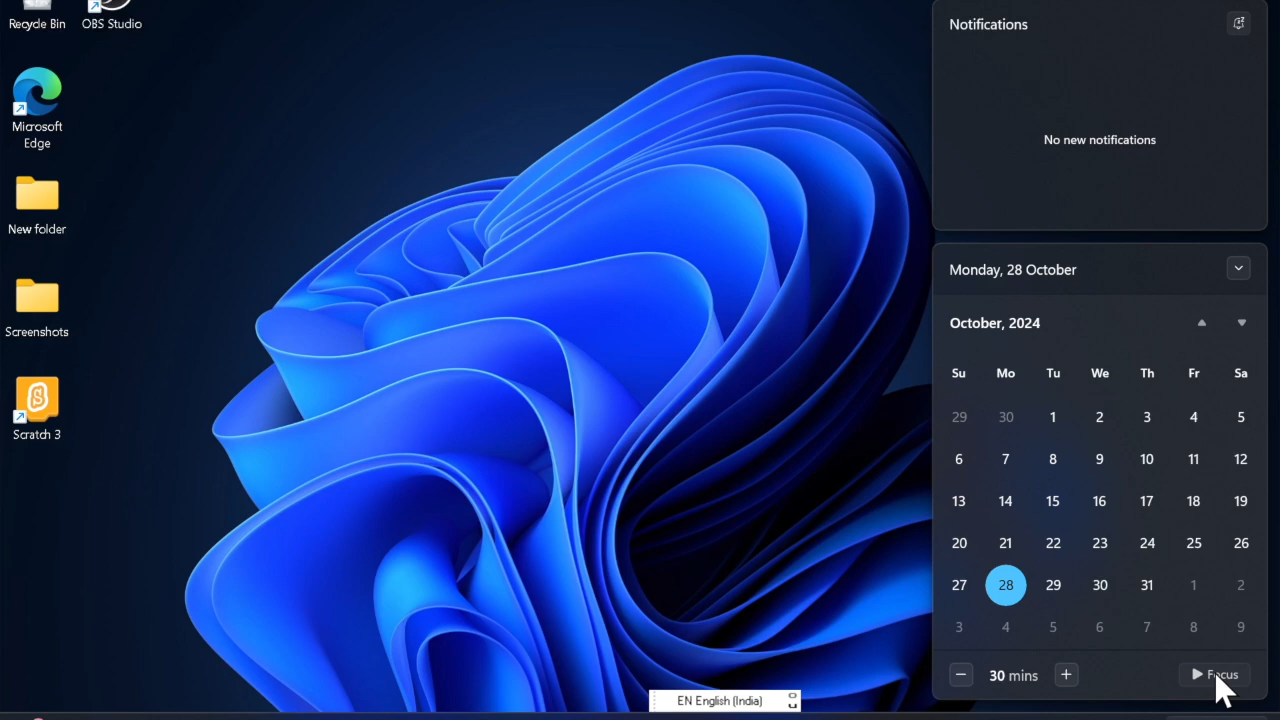 Recycle Bin
OBS Studio
Microsoft
Edge
New folder
Screenshots
Scratch 3
Notifications
No new notifications
Monday, 28 October
October, 2024
Su Mo Tu We Th Fr Sa
29 30 1 2 3 4 5
6 7 8 9 10 11 12
13 14 15 16 17 18 19
20 21 22 23 24 25 26
27 28 29 30 31 1 2
3 4 5 6 7 8 9
30 mins
Focus
EN English (India)